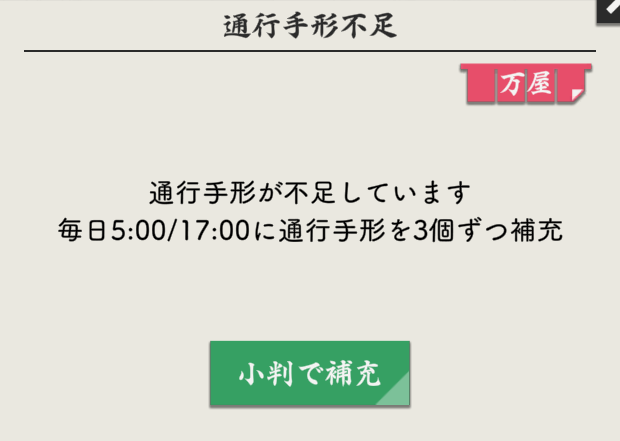 通行手形不足
万屋
通行手形が不足しています
毎日5:00/17:00に通行手形を3個ずつ補充
小判で補充